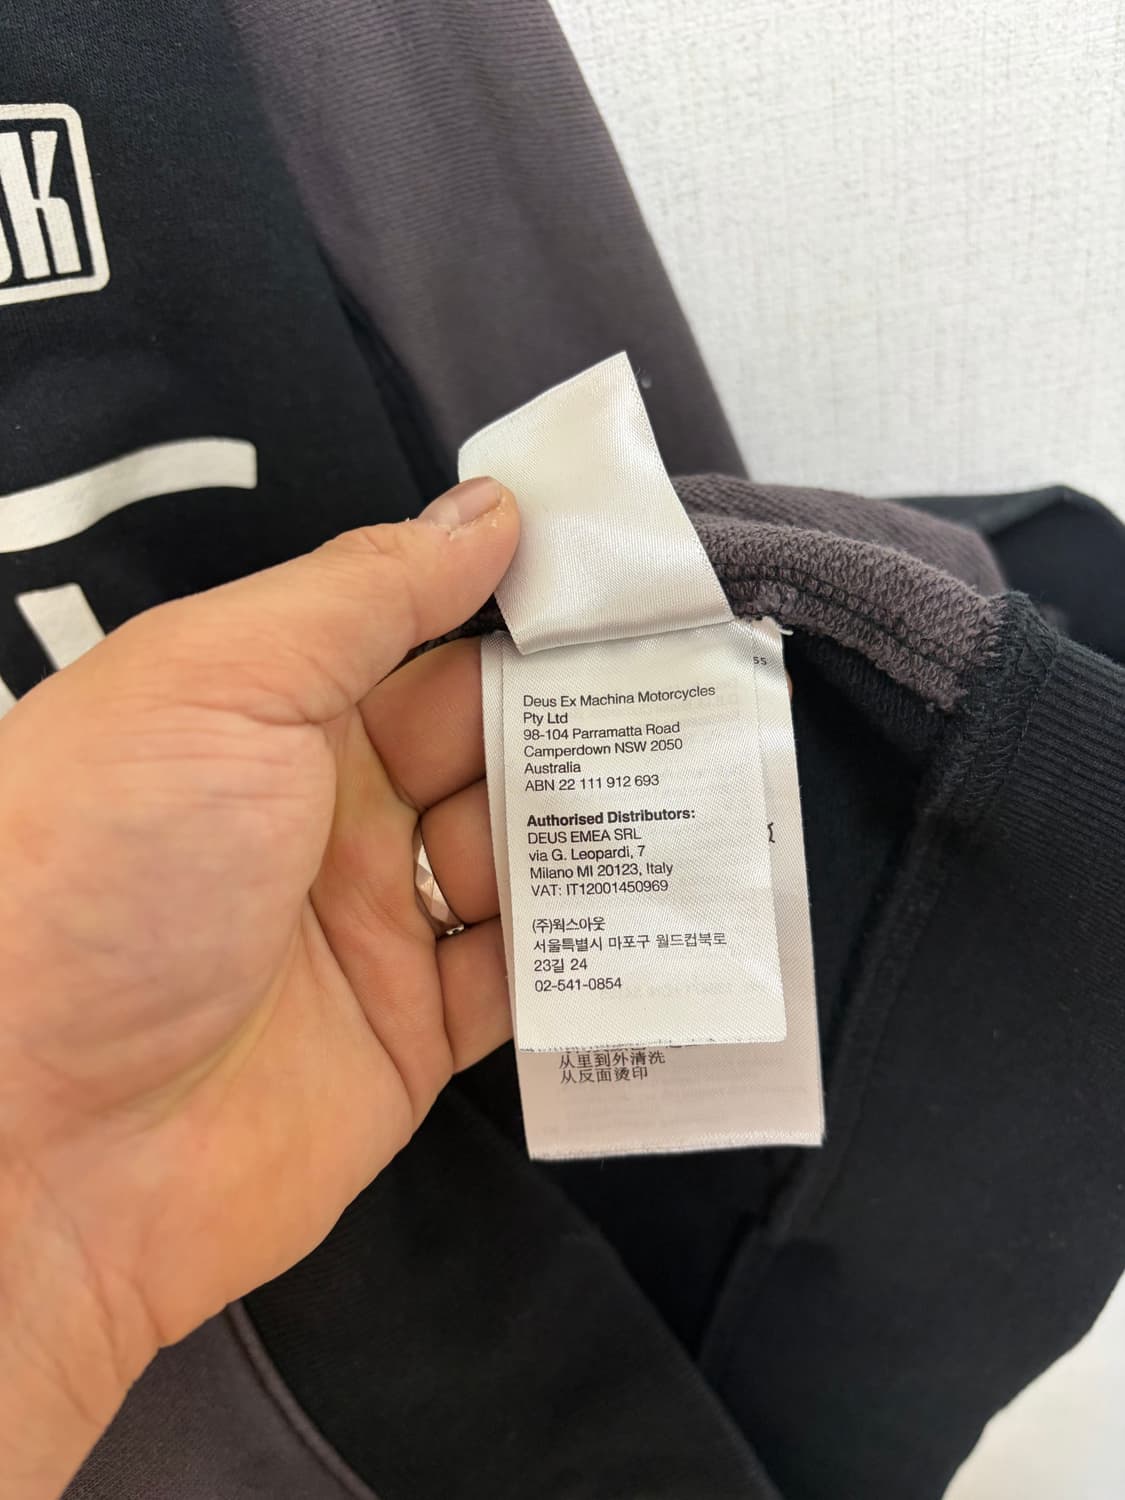 K
ss
Deus Ex Machina Motorcycles
Pty Ltd
98-104 Parramatta Road
Camperdown NSW 2050
Australia
ABN 22 111 912 693
Authorised Distributors:
DEUS EMEA SRL
via G. Leopardi, 7
Milano MI 20123, Italy
VAT: IT12001450969
(주)웍스아웃
서울특별시 마포구 월드컵북로
23길 24
02-541-0854
从里到外清洗
从反面烫印